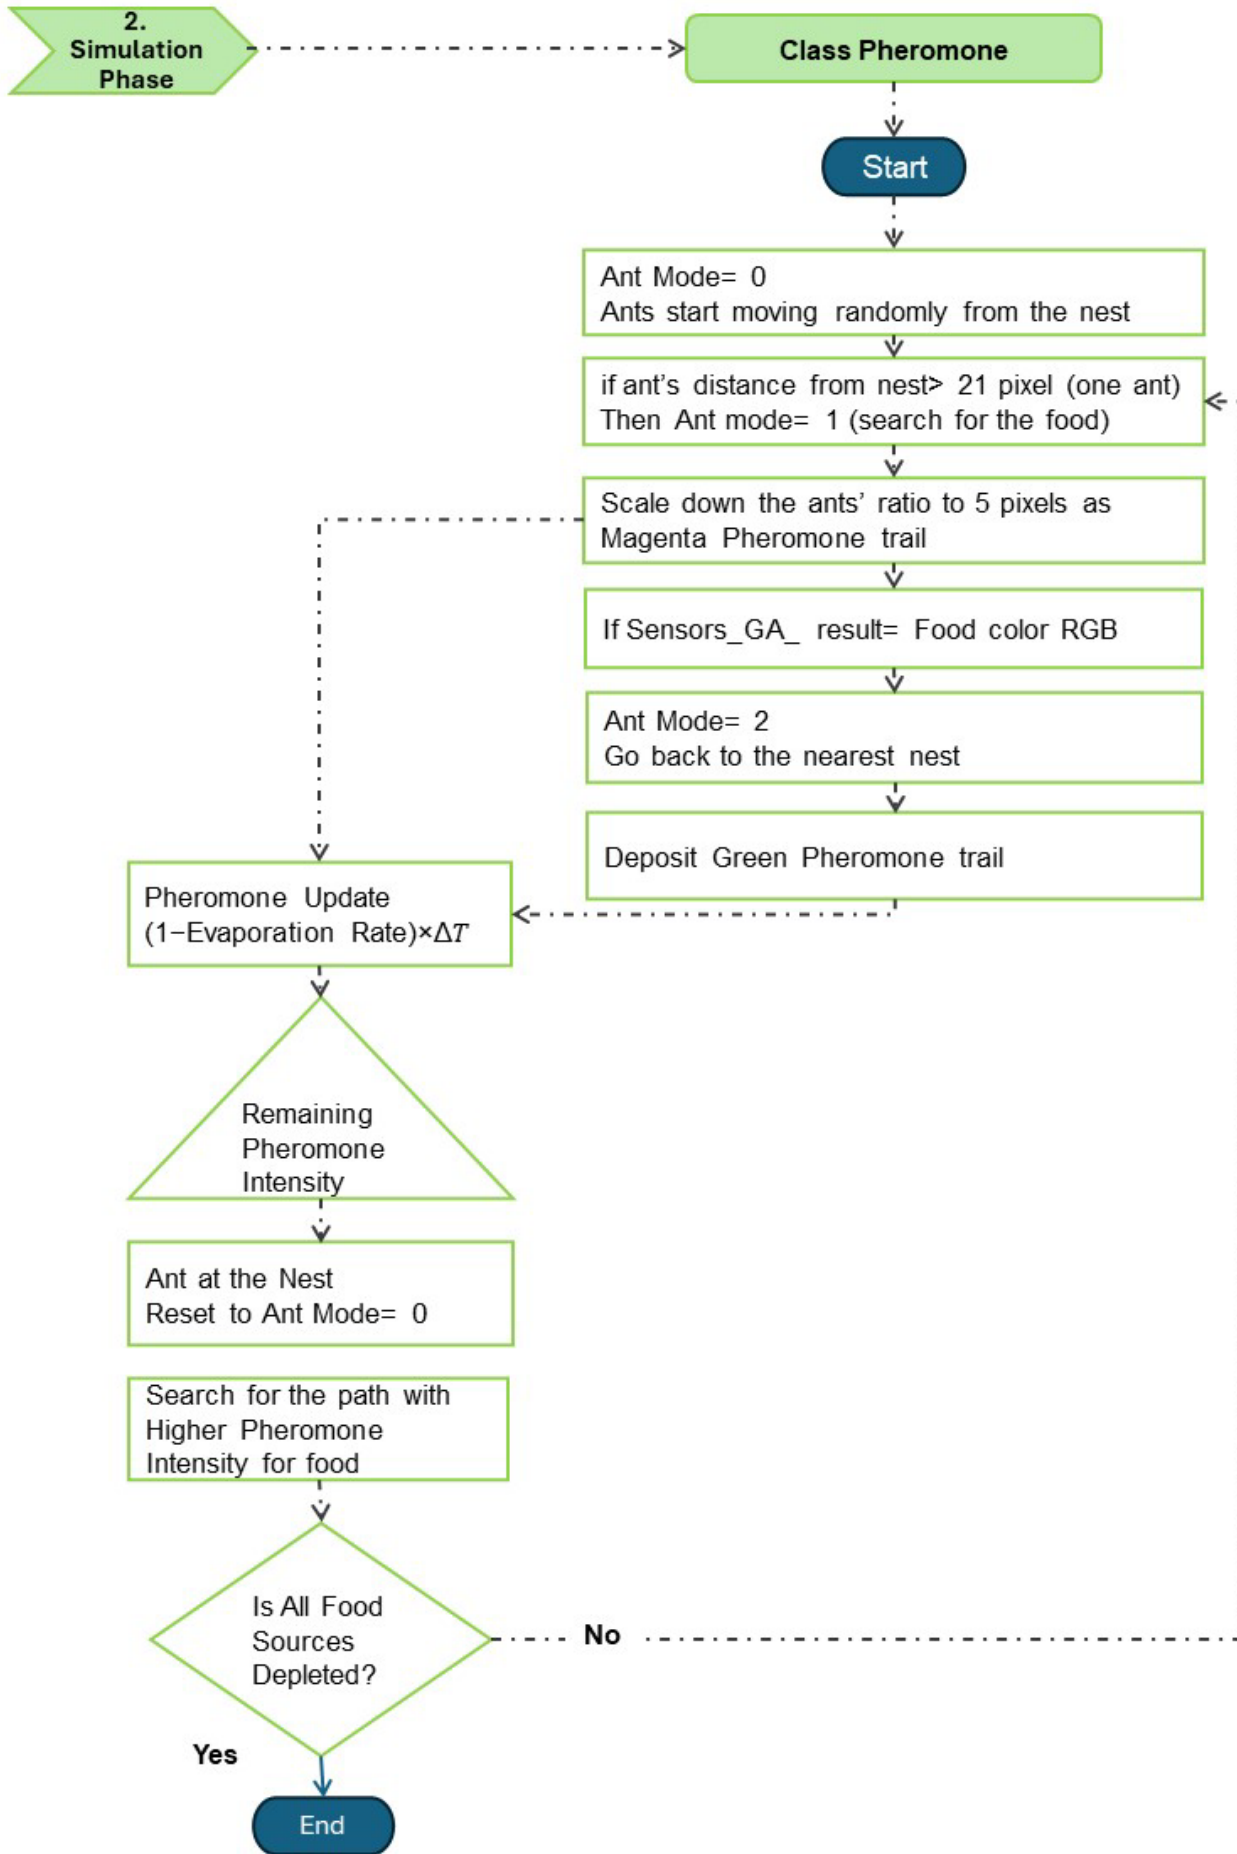 2.
Simulation
Phase
Class Pheromone
Start
Ant Mode= 0
Ants start moving randomly from the nest
if ant's distance from nest> 21 pixel (one ant)
Then Ant mode= 1 (search for the food)
Scale down the ants' ratio to 5 pixels as
Magenta Pheromone trail
If Sensors_GA_ result= Food color RGB
Ant Mode= 2
Go back to the nearest nest
Deposit Green Pheromone trail
Pheromone Update
(1−Evaporation Rate)×Δ𝑇
Remaining
Pheromone
Intensity
Ant at the Nest
Reset to Ant Mode= 0
Search for the path with
Higher Pheromone
Intensity for food
Is All Food
Sources
Depleted?
No
Yes
End